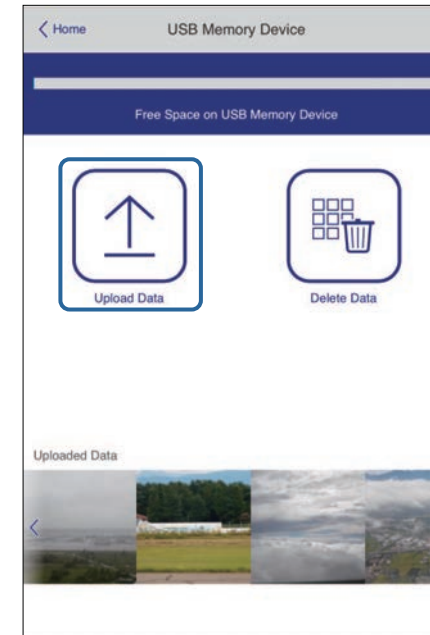 Home
USB Memory Device
Free Space on USB Memory Device
Upload Data
Delete Data
Uploaded Data